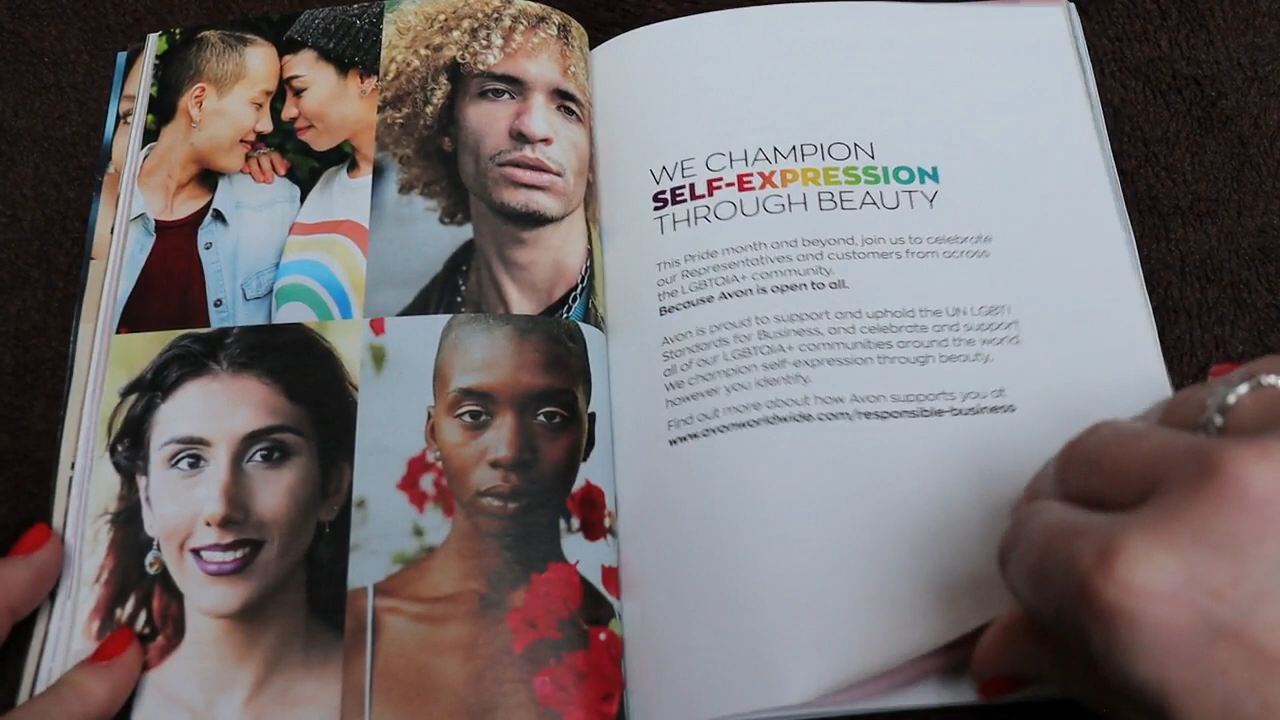 WE CHAMPION
SELF-EXPRESSION
THROUGH BEAUTY
This Pride month and beyond, join us to celebrate
our Representatives and customers from across
the LGBTQIA+ community.
Because Avon is open to all.
Avon is proud to support and uphold the UN LGBTI
Standards for Business, and celebrate and support
all of our LGBTQIA+ communities around the world.
We champion self-expression through beauty,
however you identify.
Find out more about how Avon supports you at
www.avonworldwide.com/responsible-business